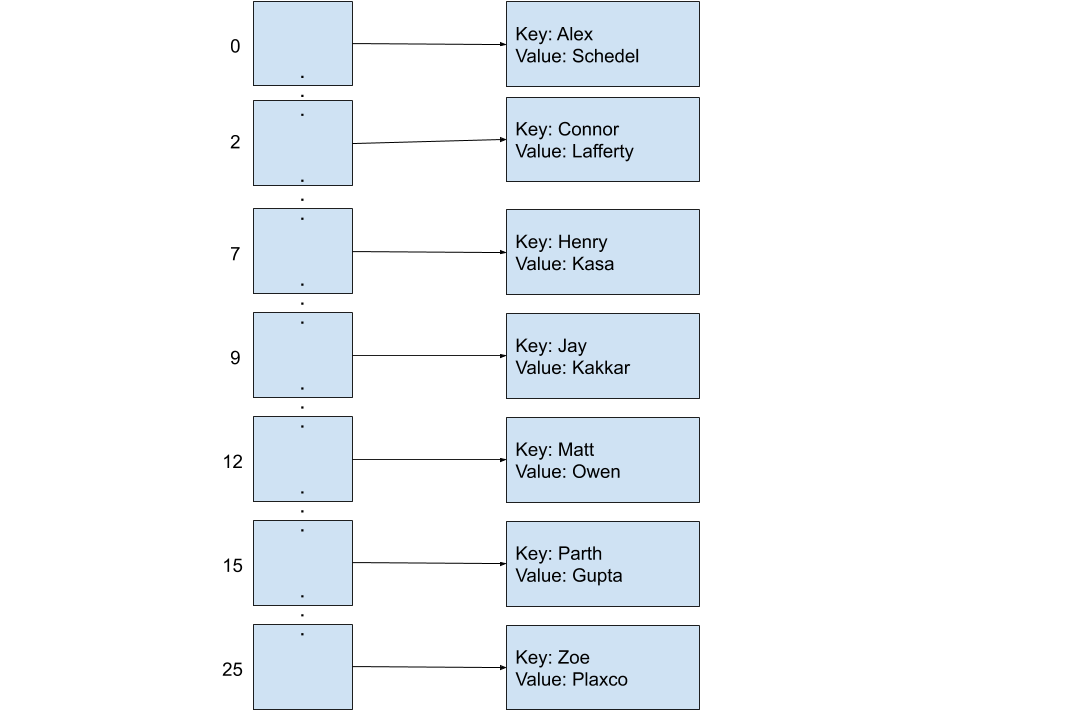 0
Key: Alex
Value: Schedel
2
Key: Connor
Value: Lafferty
7
Key: Henry
Value: Kasa
9
Key: Jay
Value: Kakkar
12
Key: Matt
Value: Owen
15
Key: Parth
Value: Gupta
25
Key: Zoe
Value: Plaxco